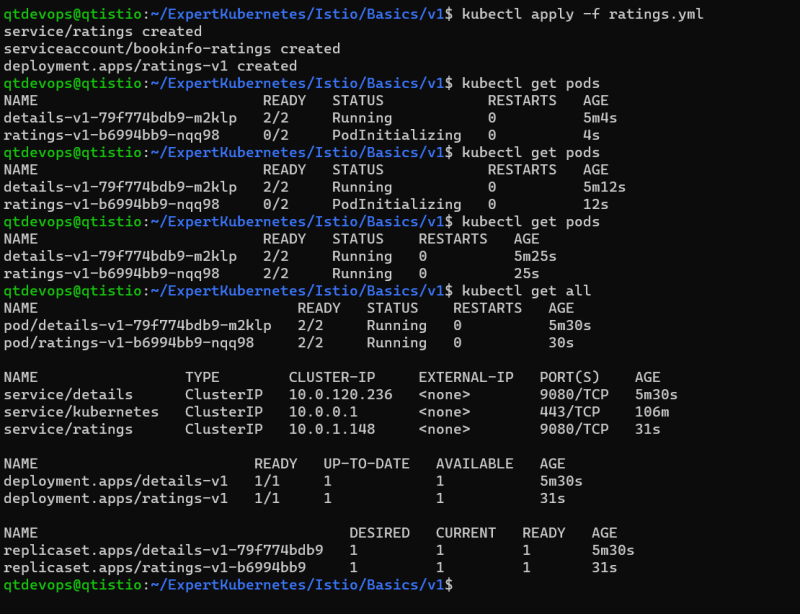 qtdevops@qtistio:~/ExpertKubernetes/Istio/Basics/v1$ kubectl apply -f ratings.yml
service/ratings created
serviceaccount/bookinfo-ratings created
deployment.apps/ratings-v1 created
qtdevops@qtistio:~/ExpertKubernetes/Istio/Basics/v1$ kubectl get pods
NAME                          READY   STATUS            RESTARTS   AGE
details-v1-79f774bdb9-m2klp   2/2     Running           0          5m4s
ratings-v1-b6994bb9-nqq98     0/2     PodInitializing   0          4s
qtdevops@qtistio:~/ExpertKubernetes/Istio/Basics/v1$ kubectl get pods
NAME                          READY   STATUS            RESTARTS   AGE
details-v1-79f774bdb9-m2klp   2/2     Running           0          5m12s
ratings-v1-b6994bb9-nqq98     0/2     PodInitializing   0          12s
qtdevops@qtistio:~/ExpertKubernetes/Istio/Basics/v1$ kubectl get pods
NAME                          READY   STATUS    RESTARTS   AGE
details-v1-79f774bdb9-m2klp   2/2     Running   0          5m25s
ratings-v1-b6994bb9-nqq98     2/2     Running   0          25s
qtdevops@qtistio:~/ExpertKubernetes/Istio/Basics/v1$ kubectl get all
NAME                              READY   STATUS    RESTARTS   AGE
pod/details-v1-79f774bdb9-m2klp   2/2     Running   0          5m30s
pod/ratings-v1-b6994bb9-nqq98     2/2     Running   0          30s

NAME                 TYPE        CLUSTER-IP     EXTERNAL-IP   PORT(S)    AGE
service/details      ClusterIP   10.0.120.236   <none>        9080/TCP   5m30s
service/kubernetes   ClusterIP   10.0.0.1       <none>        443/TCP    106m
service/ratings      ClusterIP   10.0.1.148     <none>        9080/TCP   31s

NAME                         READY   UP-TO-DATE   AVAILABLE   AGE
deployment.apps/details-v1   1/1     1            1           5m30s
deployment.apps/ratings-v1   1/1     1            1           31s

NAME                                    DESIRED   CURRENT   READY   AGE
replicaset.apps/details-v1-79f774bdb9   1         1         1       5m30s
replicaset.apps/ratings-v1-b6994bb9     1         1         1       31s
qtdevops@qtistio:~/ExpertKubernetes/Istio/Basics/v1$